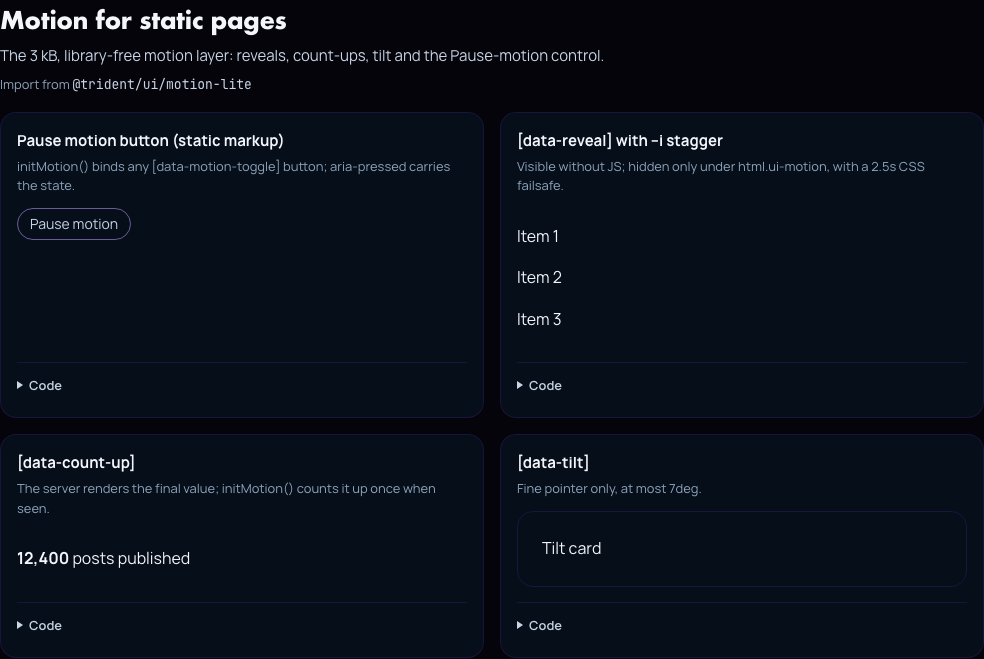 Motion for static pages
The 3 kB, library-free motion layer: reveals, count-ups, tilt and the Pause-motion control.
Import from @trident/ui/motion-lite
Pause motion button (static markup)
initMotion() binds any [data-motion-toggle] button; aria-pressed carries
the state.
Pause motion
Code
[data-reveal] with –i stagger
Visible without JS; hidden only under html.ui-motion, with a 2.5s CSS
failsafe.
Item 1
Item 2
Item 3
Code
[data-count-up]
The server renders the final value; initMotion() counts it up once when
seen.
12,400 posts published
Code
[data-tilt]
Fine pointer only, at most 7deg.
Tilt card
Code